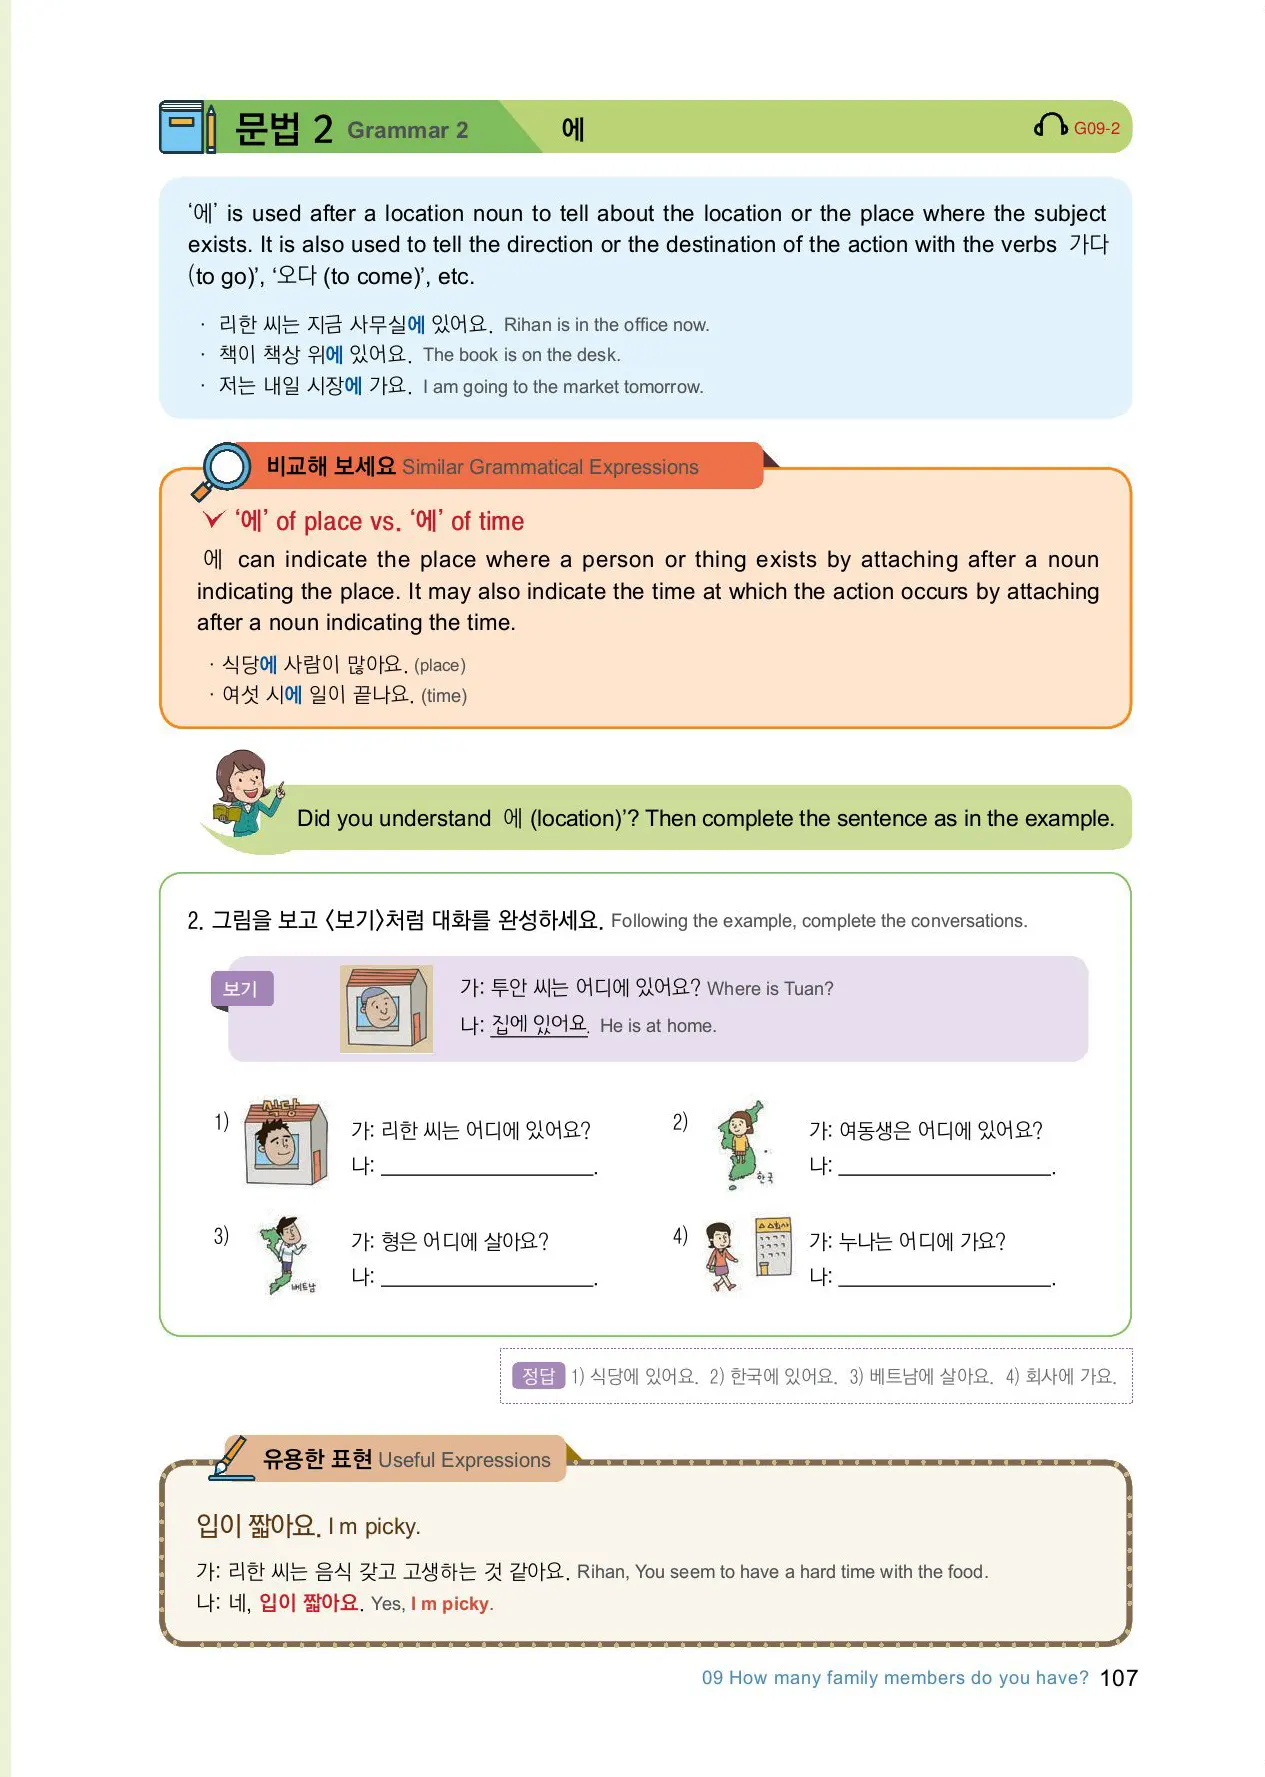 문법 2 Grammar 2 에 G09-2
‘에’ is used after a location noun to tell about the location or the place where the subject
exists. It is also used to tell the direction or the destination of the action with the verbs 가다
(to go)’, ‘오다 (to come)’, etc.
· 리한 씨는 지금 사무실에 있어요. Rihan is in the office now.
· 책이 책상 위에 있어요. The book is on the desk.
· 저는 내일 시장에 가요. I am going to the market tomorrow.
비교해 보세요 Similar Grammatical Expressions
‘에’ of place vs. ‘에’ of time
에 can indicate the place where a person or thing exists by attaching after a noun
indicating the place. It may also indicate the time at which the action occurs by attaching
after a noun indicating the time.
· 식당에 사람이 많아요. (place)
· 여섯 시에 일이 끝나요. (time)
Did you understand 에 (location)’? Then complete the sentence as in the example.
2. 그림을 보고 〈보기〉처럼 대화를 완성하세요. Following the example, complete the conversations.
보기
가: 투안 씨는 어디에 있어요? Where is Tuan?
나: 집에 있어요. He is at home.
1) 식당
가: 리한 씨는 어디에 있어요?
나: ____________________.
2) 한국
가: 여동생은 어디에 있어요?
나: ____________________.
3) 베트남
가: 형은 어디에 살아요?
나: ____________________.
4) △△회사
가: 누나는 어디에 가요?
나: ____________________.
정답 1) 식당에 있어요. 2) 한국에 있어요. 3) 베트남에 살아요. 4) 회사에 가요.
유용한 표현 Useful Expressions
입이 짧아요. I m picky.
가: 리한 씨는 음식 갖고 고생하는 것 같아요. Rihan, You seem to have a hard time with the food.
나: 네, 입이 짧아요. Yes, I m picky.
09 How many family members do you have? 107